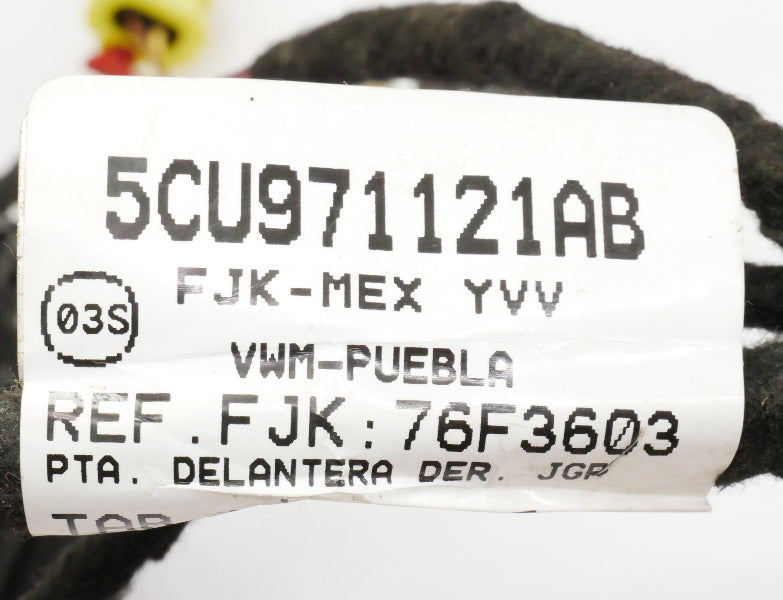 5CU971121AB
FJK-MEX YVV
03S
VWM-PUEBLA
REF.FJK:76F3603
PTA. DELANTERA DER. JGP